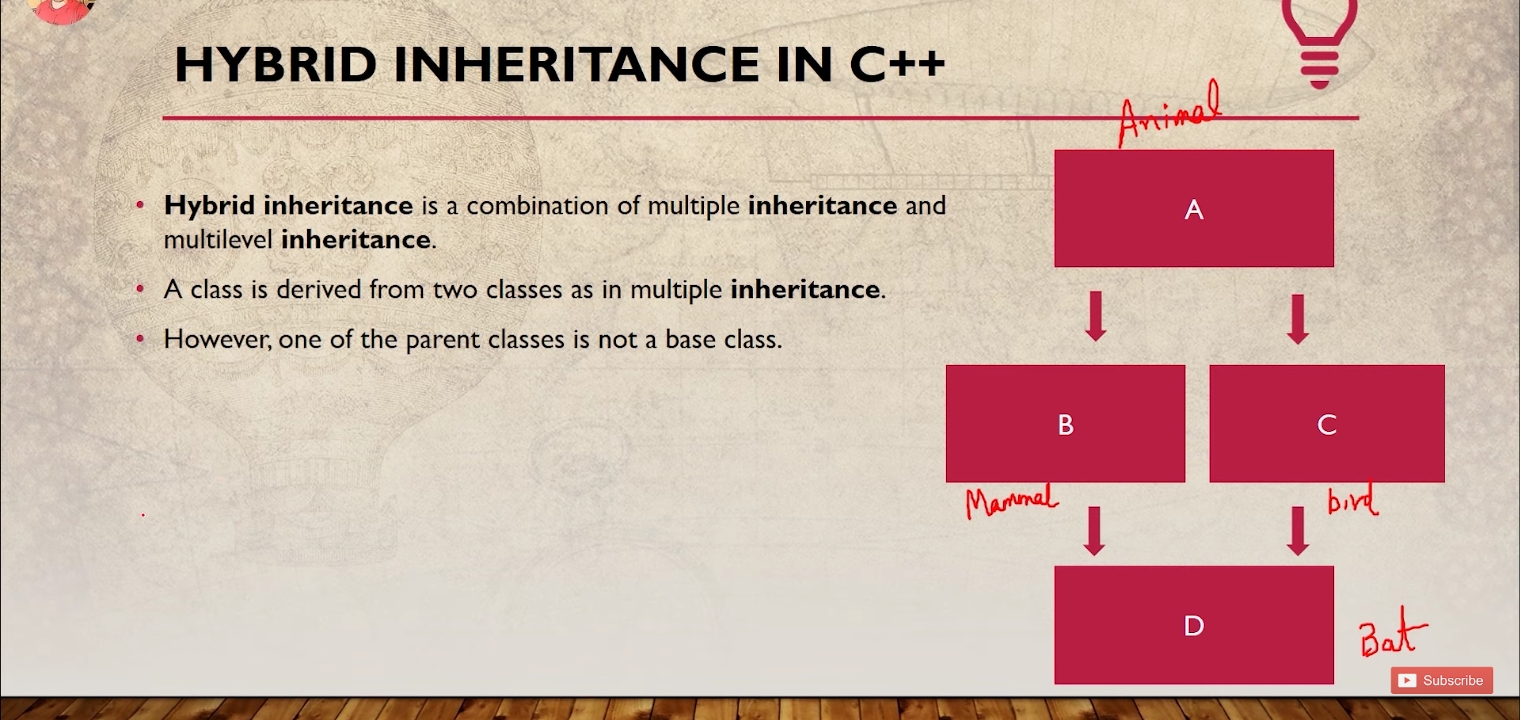 HYBRID INHERITANCE IN C++
Animal
A
• Hybrid inheritance is a combination of multiple inheritance and
multilevel inheritance.
• A class is derived from two classes as in multiple inheritance.
• However, one of the parent classes is not a base class.
B
C
Mammal
bird
D
Bat
Subscribe